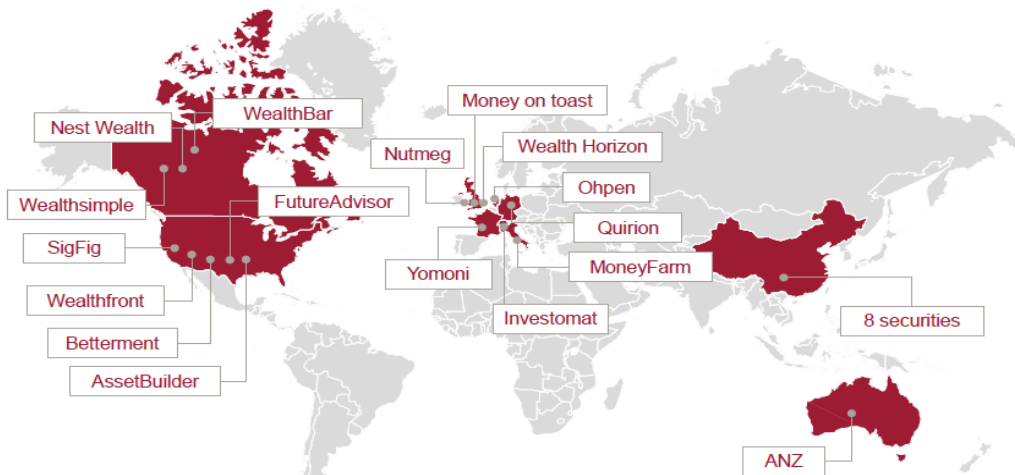 Money on toast
WealthBar
Nest Wealth
Nutmeg
Wealth Horizon
Ohpen
Wealthsimple
FutureAdvisor
Quirion
SigFig
Yomoni
MoneyFarm
Wealthfront
Investomat
8 securities
Betterment
AssetBuilder
ANZ